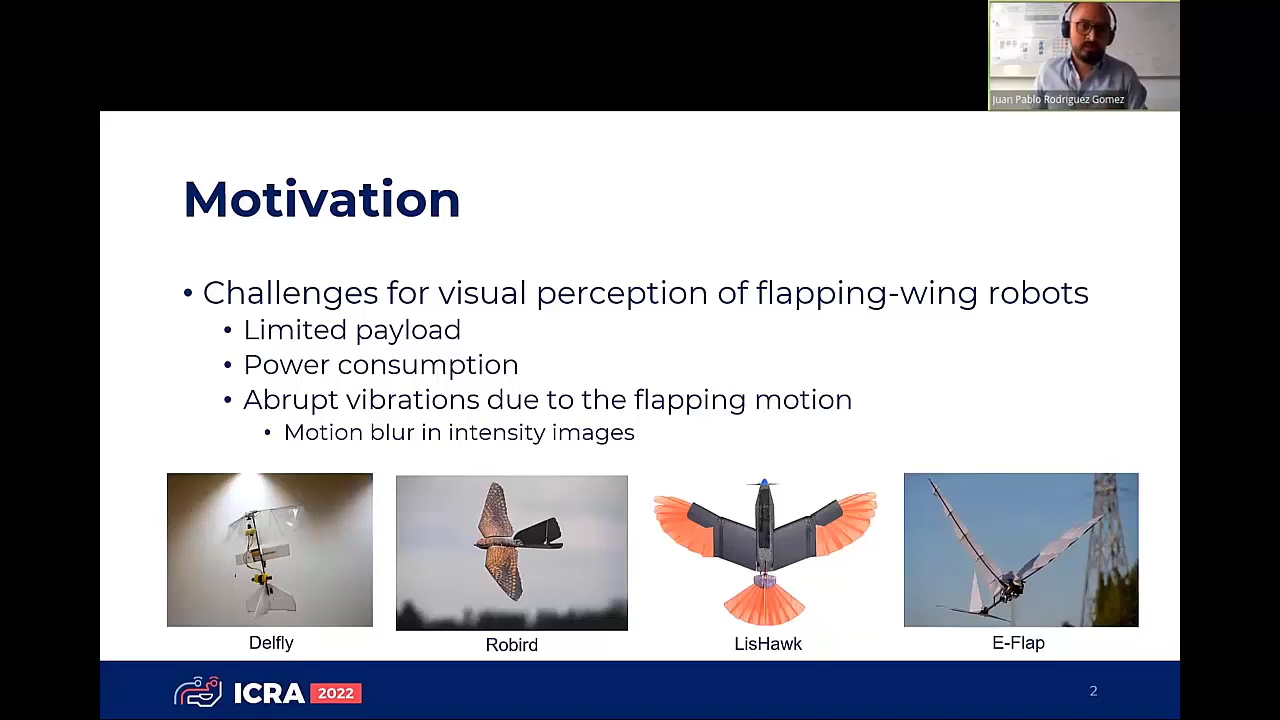 Juan Pablo Rodriguez Gomez
Motivation
• Challenges for visual perception of flapping-wing robots
• Limited payload
• Power consumption
• Abrupt vibrations due to the flapping motion
• Motion blur in intensity images
Delfly
Robird
LisHawk
E-Flap
ICRA 2022
2